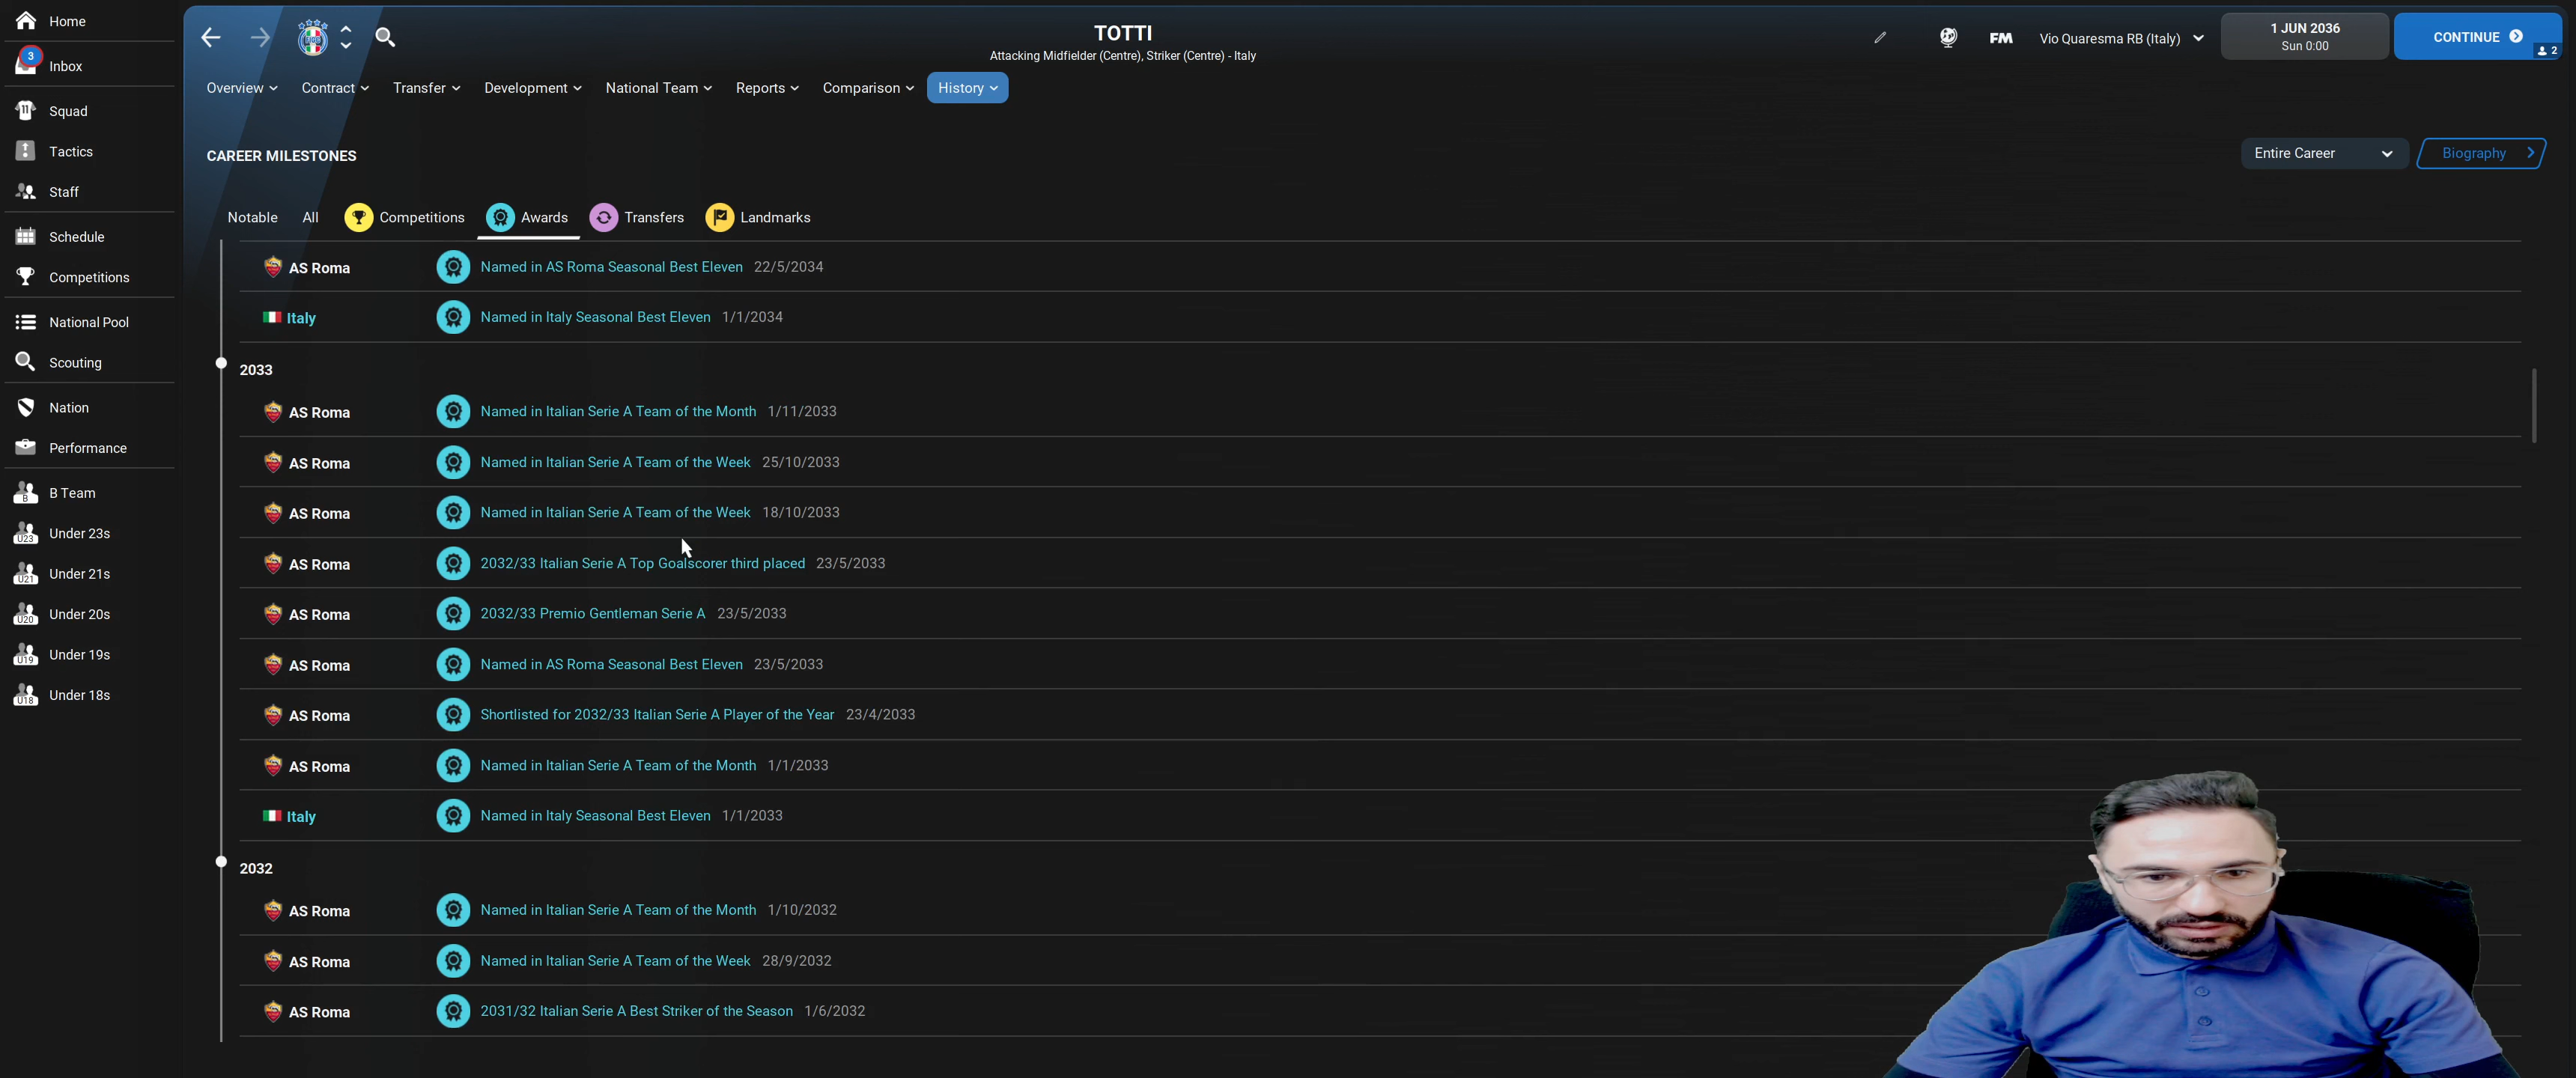 Home
3
Inbox
11
Squad
Tactics
Staff
Schedule
Competitions
National Pool
Scouting
Nation
Performance
B
B Team
U23
Under 23s
U21
Under 21s
U20
Under 20s
U19
Under 19s
U18
Under 18s
TOTTI
Attacking Midfielder (Centre), Striker (Centre) - Italy
FM
Vio Quaresma RB (Italy)
1 JUN 2036
Sun 0:00
CONTINUE
2
Overview
Contract
Transfer
Development
National Team
Reports
Comparison
History
CAREER MILESTONES
Entire Career
Biography
Notable
All
Competitions
Awards
Transfers
Landmarks
AS Roma Named in AS Roma Seasonal Best Eleven 22/5/2034
Italy Named in Italy Seasonal Best Eleven 1/1/2034
2033
AS Roma Named in Italian Serie A Team of the Month 1/11/2033
AS Roma Named in Italian Serie A Team of the Week 25/10/2033
AS Roma Named in Italian Serie A Team of the Week 18/10/2033
AS Roma 2032/33 Italian Serie A Top Goalscorer third placed 23/5/2033
AS Roma 2032/33 Premio Gentleman Serie A 23/5/2033
AS Roma Named in AS Roma Seasonal Best Eleven 23/5/2033
AS Roma Shortlisted for 2032/33 Italian Serie A Player of the Year 23/4/2033
AS Roma Named in Italian Serie A Team of the Month 1/1/2033
Italy Named in Italy Seasonal Best Eleven 1/1/2033
2032
AS Roma Named in Italian Serie A Team of the Month 1/10/2032
AS Roma Named in Italian Serie A Team of the Week 28/9/2032
AS Roma 2031/32 Italian Serie A Best Striker of the Season 1/6/2032